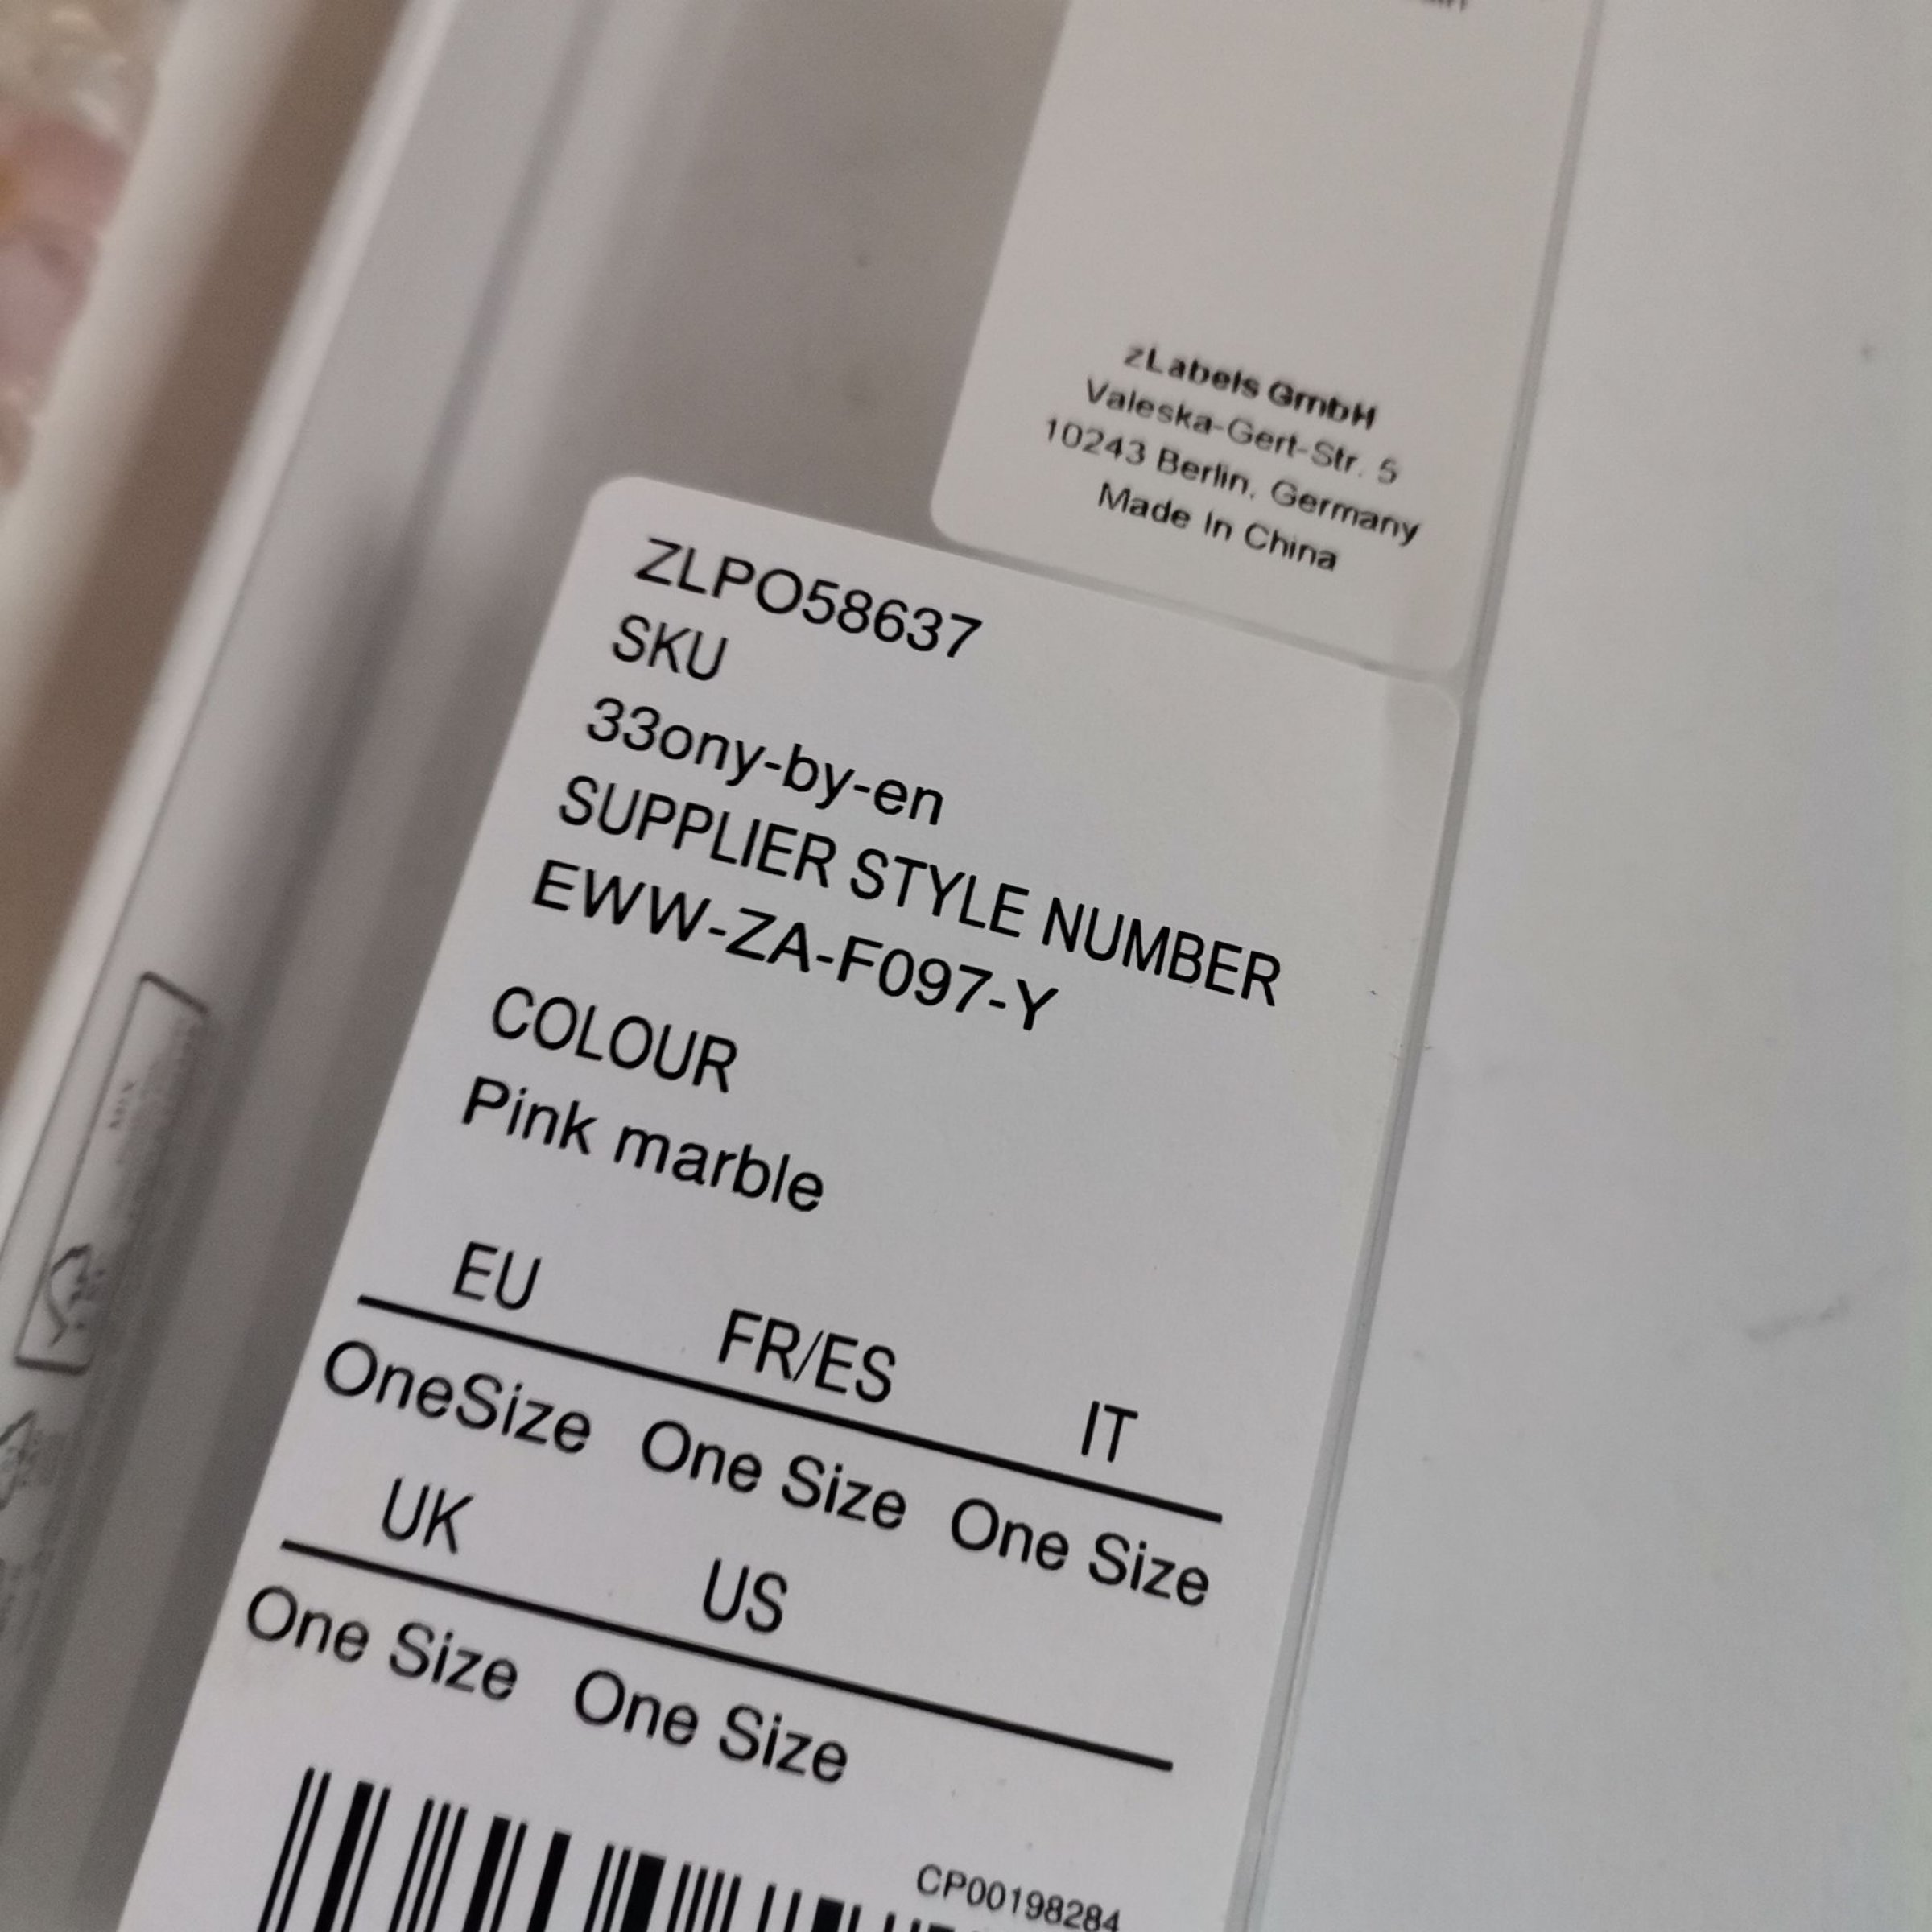 zLabels GmbH
Valeska-Gert-Str. 5
10243 Berlin, Germany
Made In China
ZLPO58637
SKU
33ony-by-en
SUPPLIER STYLE NUMBER
EWW-ZA-F097-Y
COLOUR
Pink marble
EU FR/ES IT
OneSize One Size One Size
UK US
One Size One Size
CP00198284